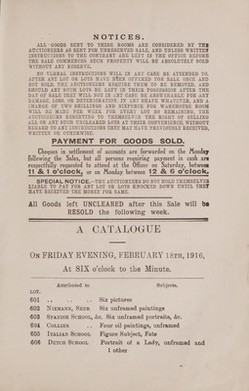 NOTICES.
ALL GOODS SENT TO THESE ROOMS ARE CONSIDERED BY THE
AUCTIONEERS AS SENT FOR UNRESERVED SALE, AND UNLESS WRITTEN
INSTRUCTIONS TO THE CONTRARY ARE LEFT IN THE OFFICE BEFORE
THE SALE COMMENCES SUCH PROPERTY WILL BE ABSOLUTELY SOLD
WITHOUT ANY RESERVE.
NO VERBAL INSTRUCTIONS WILL IN ANY CASE BE ATTENDED TO.
AFTER ANY LOT OR LOTS HAVE BEEN OFFERED FOR SALE ONCE AND
NOT SOLD, THE AUCTIONEERS REQUIRE THEM TO BE REMOVED, AND
SHOULD ANY SUCH LOTS BE LEFT IN THEIR POSSESSION AFTER THE
DAY OF SALE THEY WILL NOT IN ANY CASE BE ANSWERABLE FOR ANY
DAMAGE, LOSS, OR DETERIORATION, IN ANY SHAPE, WHATEVER, AND A
CHARGE OF TWO SHILLINGS AND SIXPENCE FOR WAREHOUSE ROOM
WILL BE MADE PER WEEK FOR EVERY LOT SO REMAINING, THE
AUCTIONEERS RESERVING TO THEMSELVES THE RIGHT OF SELLING
ALL OR ANY SUCH UNCLEARED LOTS AT THEIR CONVENIENCE, WITHOUT
REGARD TO ANY INSTRUCTIONS THEY MAY HAVE PREVIOUSLY RECEIVED,
WRITTEN OR OTHERWISE.
PAYMENT FOR GOODS SOLD.
Cheques in settlement of accounts are forwarded on the Monday
following the Sales, but all persons requiring payment in cash are
respectfully requested to attend at the Offices on Saturday, between
11 & 1 o'clock, or on Monday between 12 & 6 o'clock.
SPECIAL NOTICE.—THE AUCTIONEERS DO NOT HOLD THEMSELVES
LIABLE TO PAY FOR ANY LOT OR LOTS KNOCKED DOWN UNTIL THEY
HAVE RECEIVED THE MONEY FOR SAME.
All Goods left UNCLEARED after this Sale will be
RESOLD the following week.
A CATALOGUE
ON FRIDAY EVENING, FEBRUARY 18TH, 1916,
At SIX o'clock to the Minute.
Attributed to Subjects.
LOT.
601 .. .. .. Six pictures
602 NIEMANN, SEHR Six unframed paintings
603 SPANISH SCHOOL, &c. Six unframed portraits, &c.
604 COLLIER .. Four oil paintings, unframed
605 ITALIAN SCHOOL Figure Subject, Fate
606 DUTCH SCHOOL Portrait of a Lady, unframed and
1 other